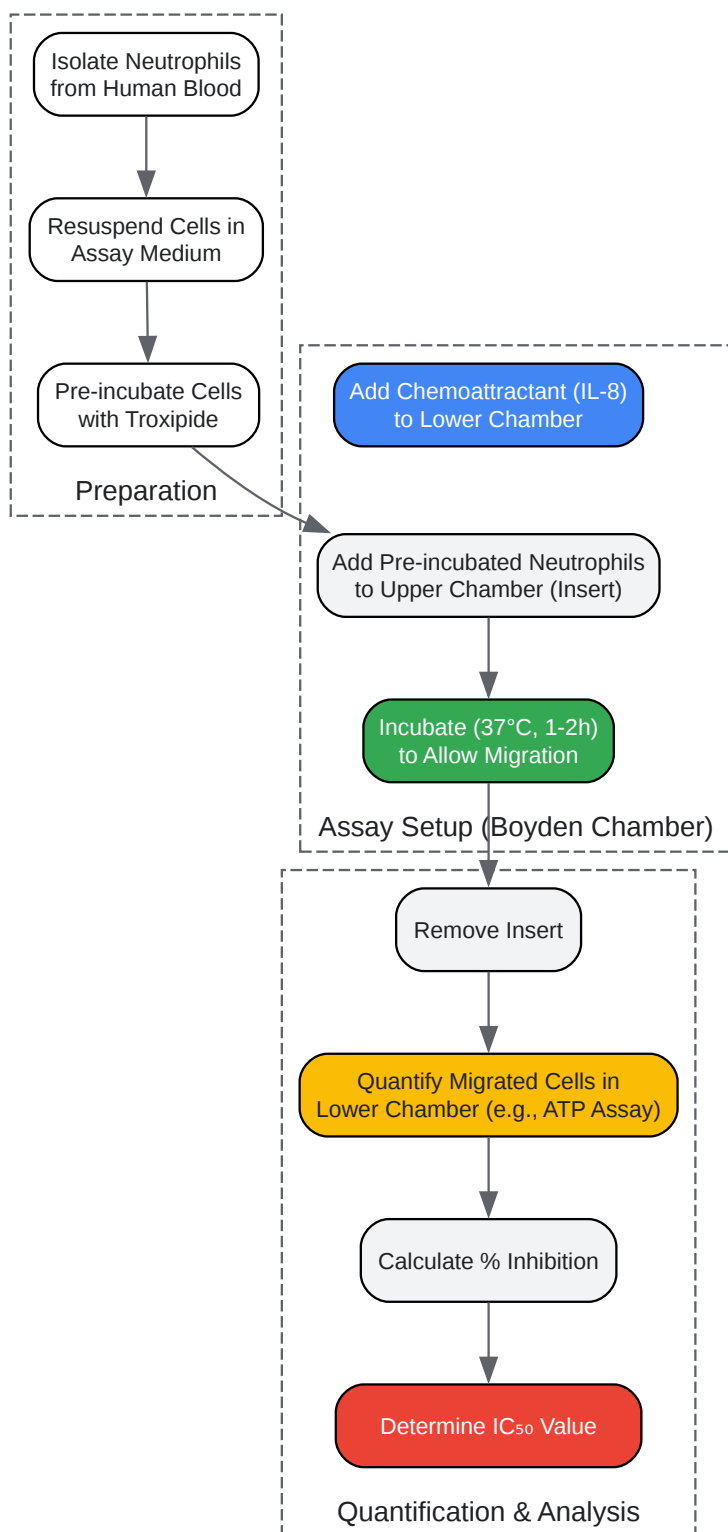 Isolate Neutrophils
from Human Blood
Resuspend Cells in
Assay Medium
Pre-incubate Cells
with Troxipide
Preparation
Add Chemoattractant (IL-8)
to Lower Chamber
Add Pre-incubated Neutrophils
to Upper Chamber (Insert)
Incubate (37°C, 1-2h)
to Allow Migration
Assay Setup (Boyden Chamber)
Remove Insert
Quantify Migrated Cells in
Lower Chamber (e.g., ATP Assay)
Calculate % Inhibition
Determine IC₅₀ Value
Quantification & Analysis